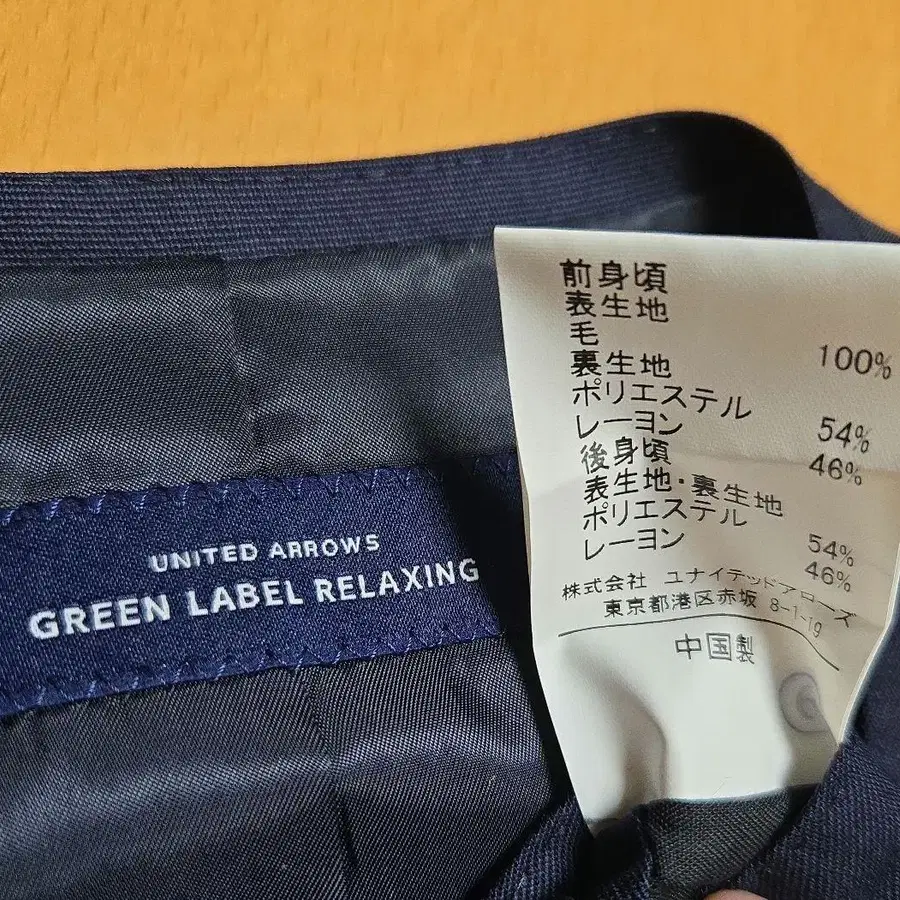 UNITED ARROWS
GREEN LABEL RELAXING
前身頃
表生地
毛 100%
裏生地
ポリエステル 54%
レーヨン 46%
後身頃
表生地・裏生地
ポリエステル 54%
レーヨン 46%
株式会社 ユナイテッドアローズ
東京都港区赤坂 8-1-19
中国製